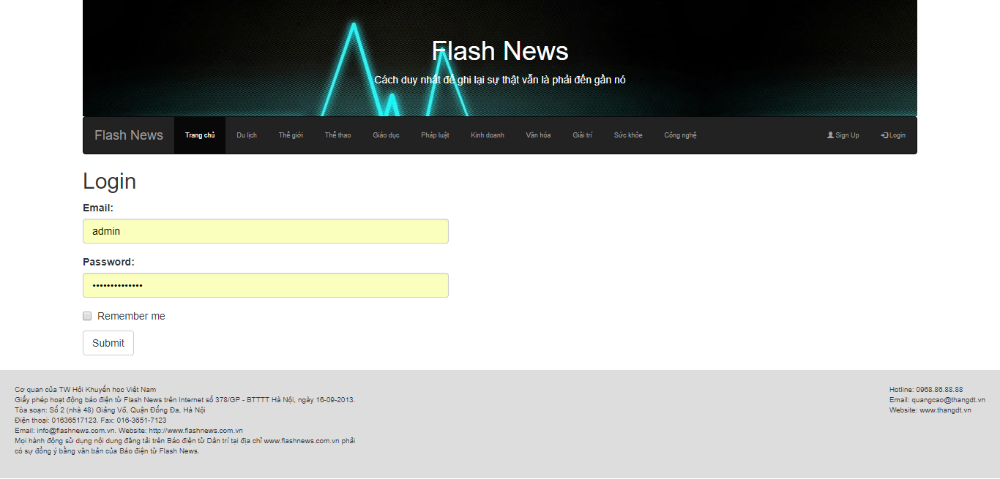 Flash News
Cách duy nhất để ghi lại sự thật vẫn là phải đến gần nó
Flash News Trang chủ Du lịch Thế giới Thể thao Giáo dục Pháp luật Kinh doanh Văn hóa Giải trí Sức khỏe Công nghệ Sign Up Login
Login
Email:
admin
Password:
••••••••••••••
Remember me
Submit
Cơ quan của TW Hội Khuyến học Việt Nam
Giấy phép hoạt động báo điện tử Flash News trên Internet số 378/GP - BTTTT Hà Nội, ngày 16-09-2013.
Tòa soạn: Số 2 (nhà 48) Giảng Võ, Quận Đống Đa, Hà Nội
Điện thoại: 01636517123. Fax: 016-3651-7123
Email: info@flashnews.com.vn. Website: http://www.flashnews.com.vn
Mọi hành động sử dụng nội dung đăng tải trên Báo điện tử Dân trí tại địa chỉ www.flashnews.com.vn phải
có sự đồng ý bằng văn bản của Báo điện tử Flash News.
Hotline: 0968.86.88.88
Email: quangcao@thangdt.vn
Website: www.thangdt.vn